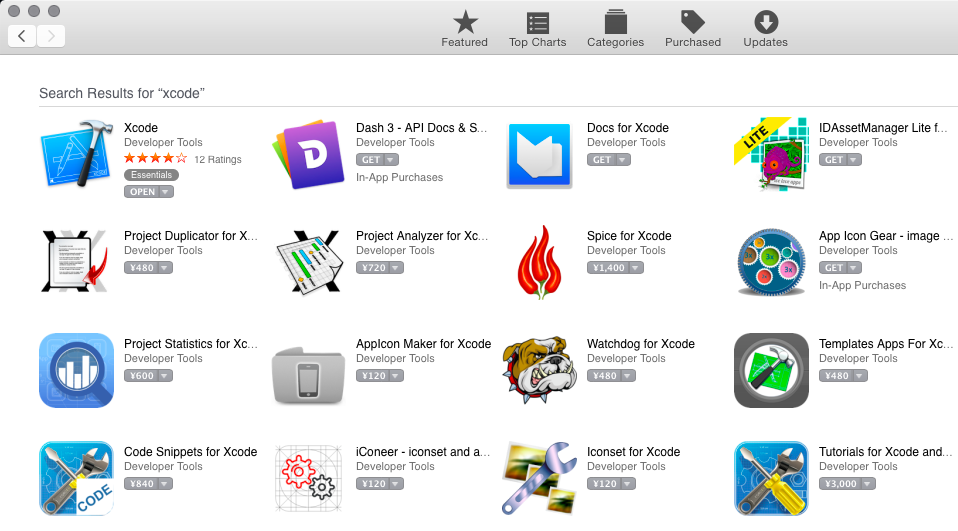 Featured
Top Charts
Categories
Purchased
Updates
Search Results for “xcode”
Xcode
Developer Tools
12 Ratings
Essentials
OPEN
Dash 3 - API Docs & S...
Developer Tools
GET
In-App Purchases
Docs for Xcode
Developer Tools
GET
LITE
IDAssetManager Lite f...
Developer Tools
GET
Project Duplicator for X...
Developer Tools
¥480
Project Analyzer for Xc...
Developer Tools
¥720
Spice for Xcode
Developer Tools
¥1,400
3x
3x
App Icon Gear - image ...
Developer Tools
GET
In-App Purchases
Project Statistics for Xc...
Developer Tools
¥600
AppIcon Maker for Xcode
Developer Tools
¥120
Watchdog for Xcode
Developer Tools
¥480
Templates Apps For Xc...
Developer Tools
¥480
CODE
Code Snippets for Xcode
Developer Tools
¥840
iConeer - iconset and a...
Developer Tools
¥120
Iconset for Xcode
Developer Tools
¥120
Tutorials for Xcode and...
Developer Tools
¥3,000